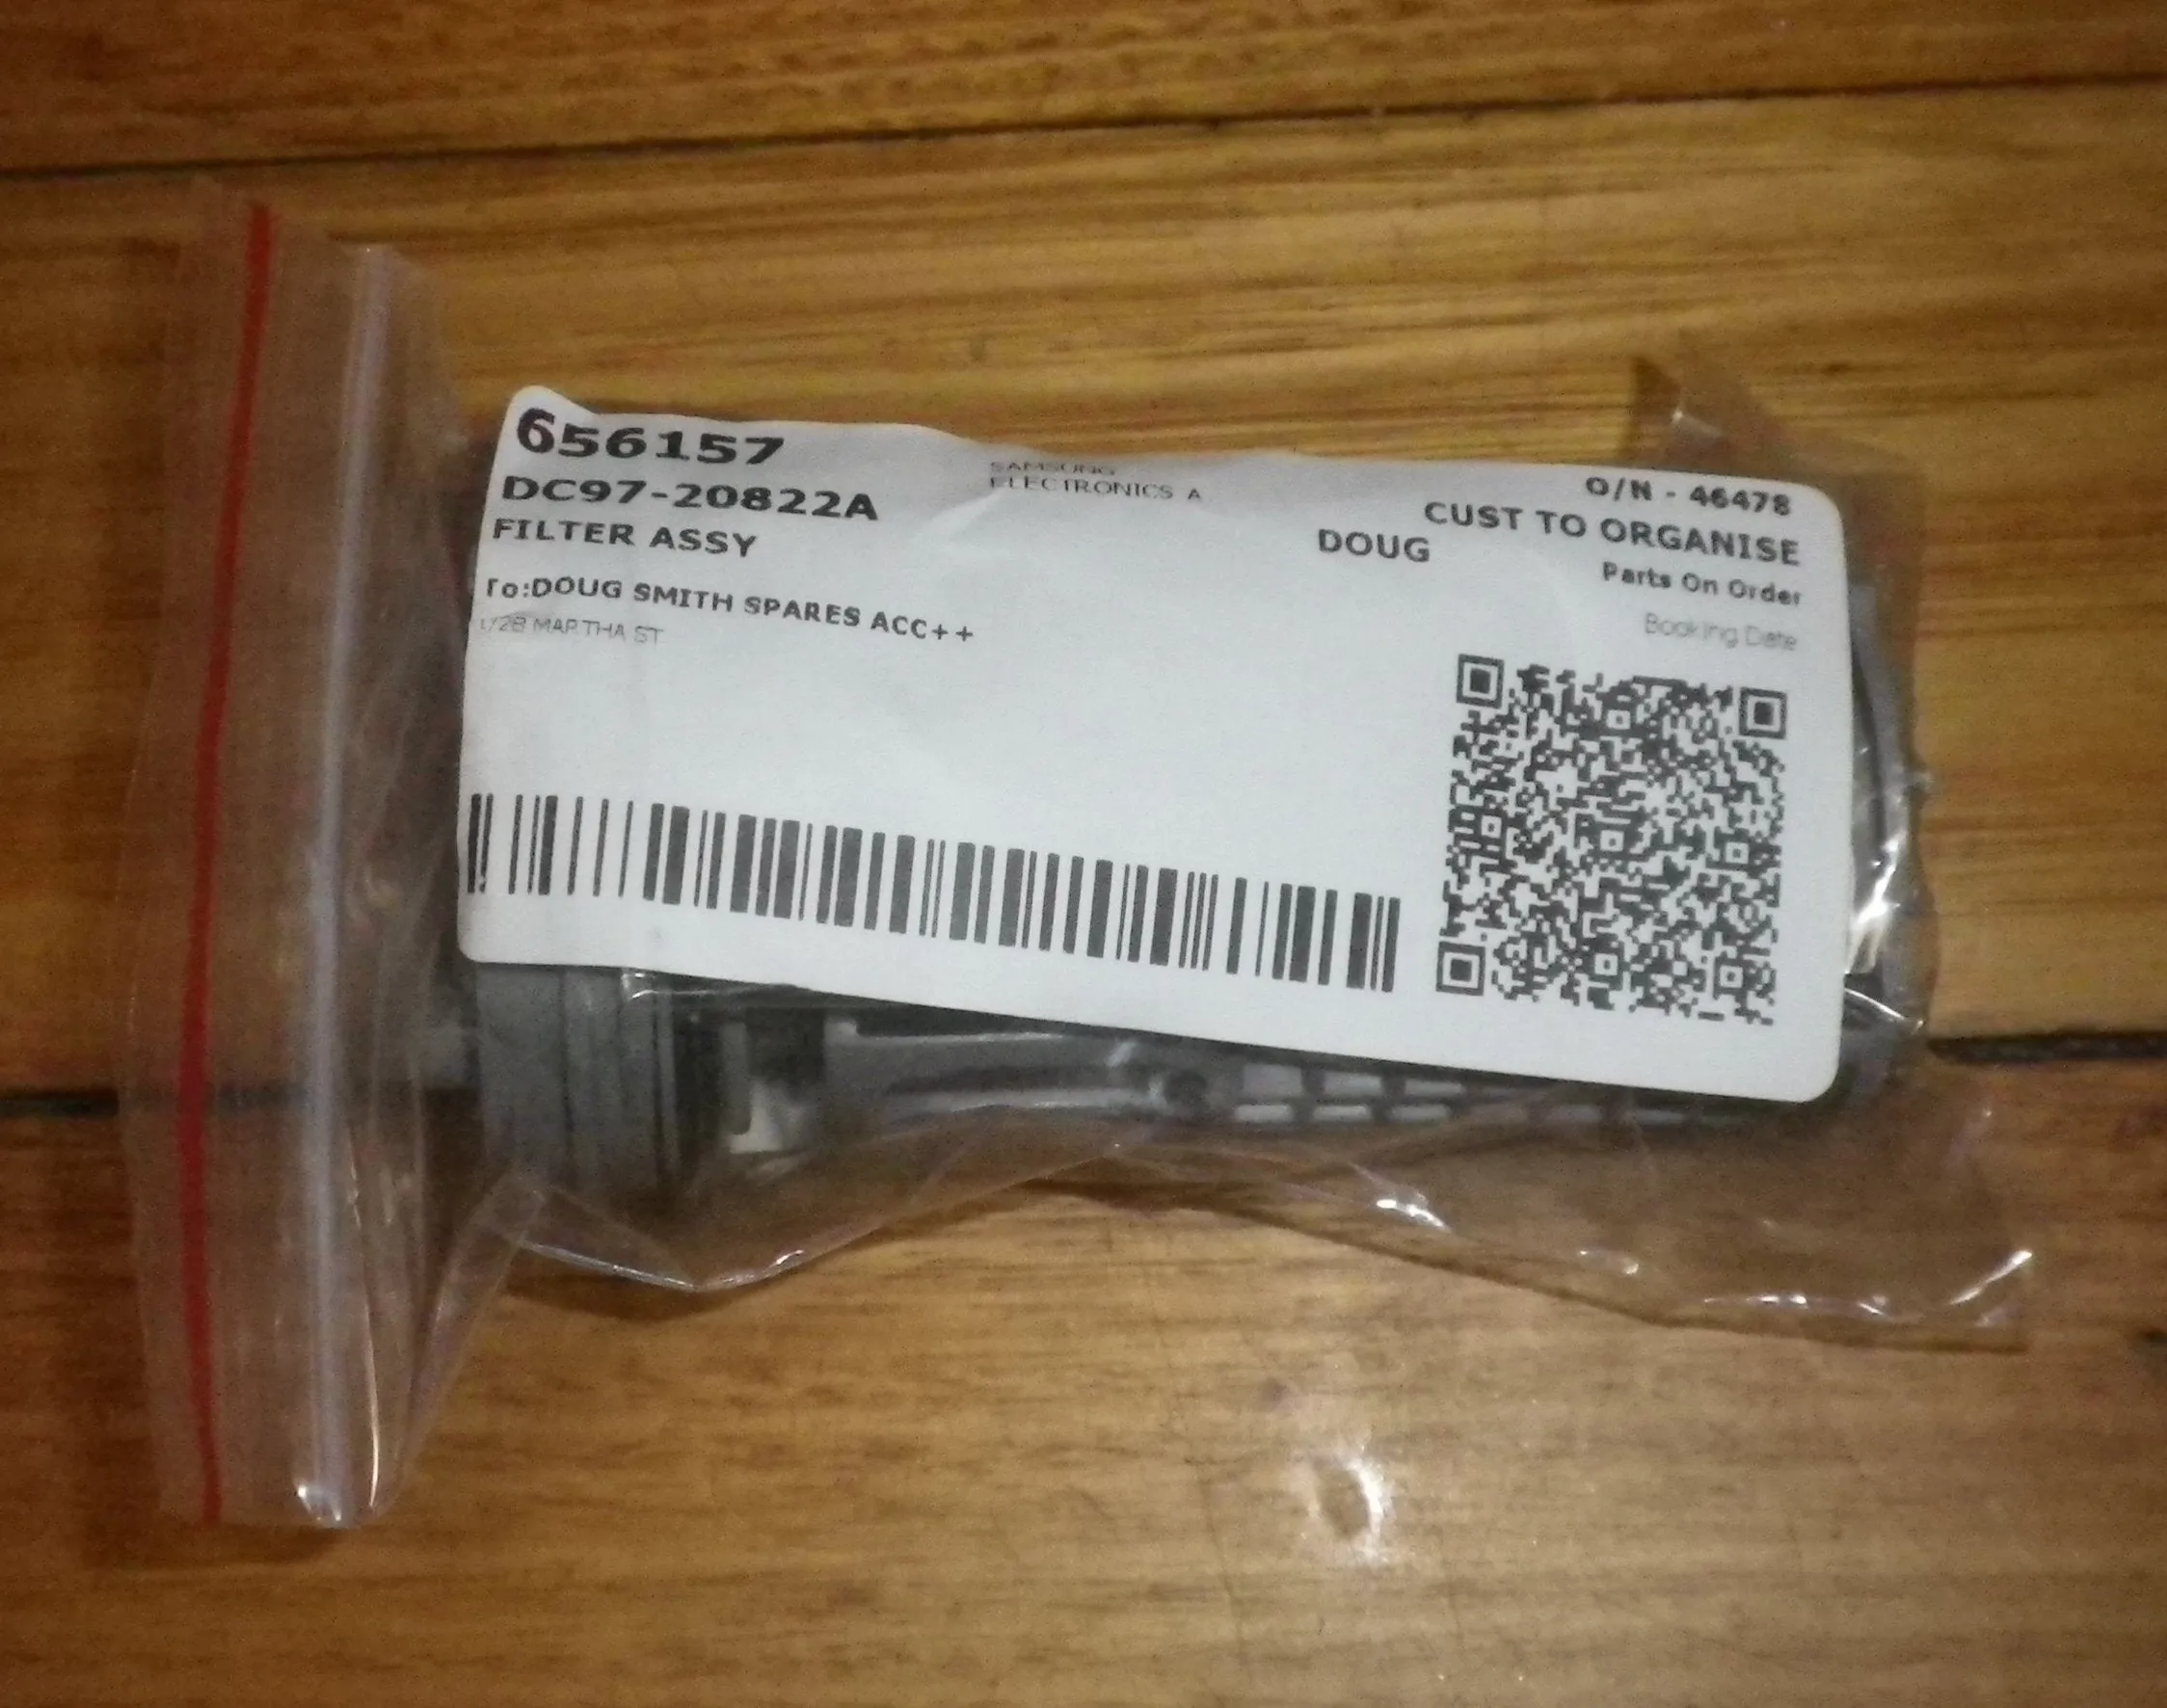 656157
DC97-20822A
FILTER ASSY
SAMSUNG
ELECTRONICS A
O/N - 46478
CUST TO ORGANISE
DOUG
Parts On Order
Booking Date
To:DOUG SMITH SPARES ACC++
1/2B MARTHA ST